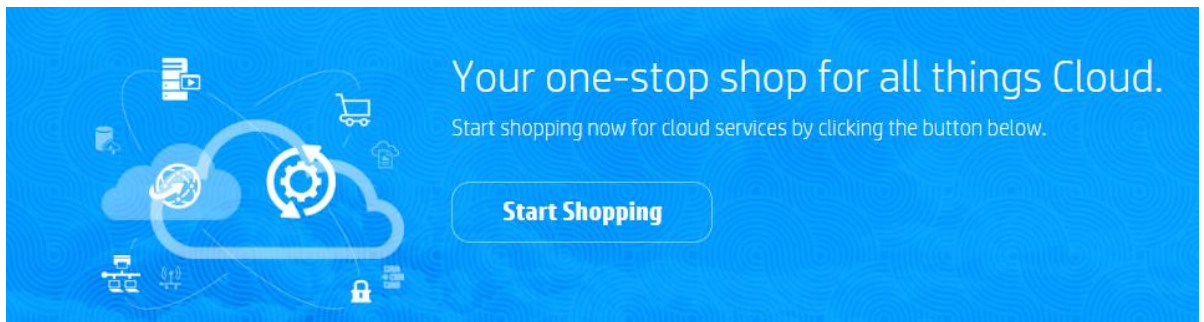 Your one-stop shop for all things Cloud.
Start shopping now for cloud services by clicking the button below.
Start Shopping